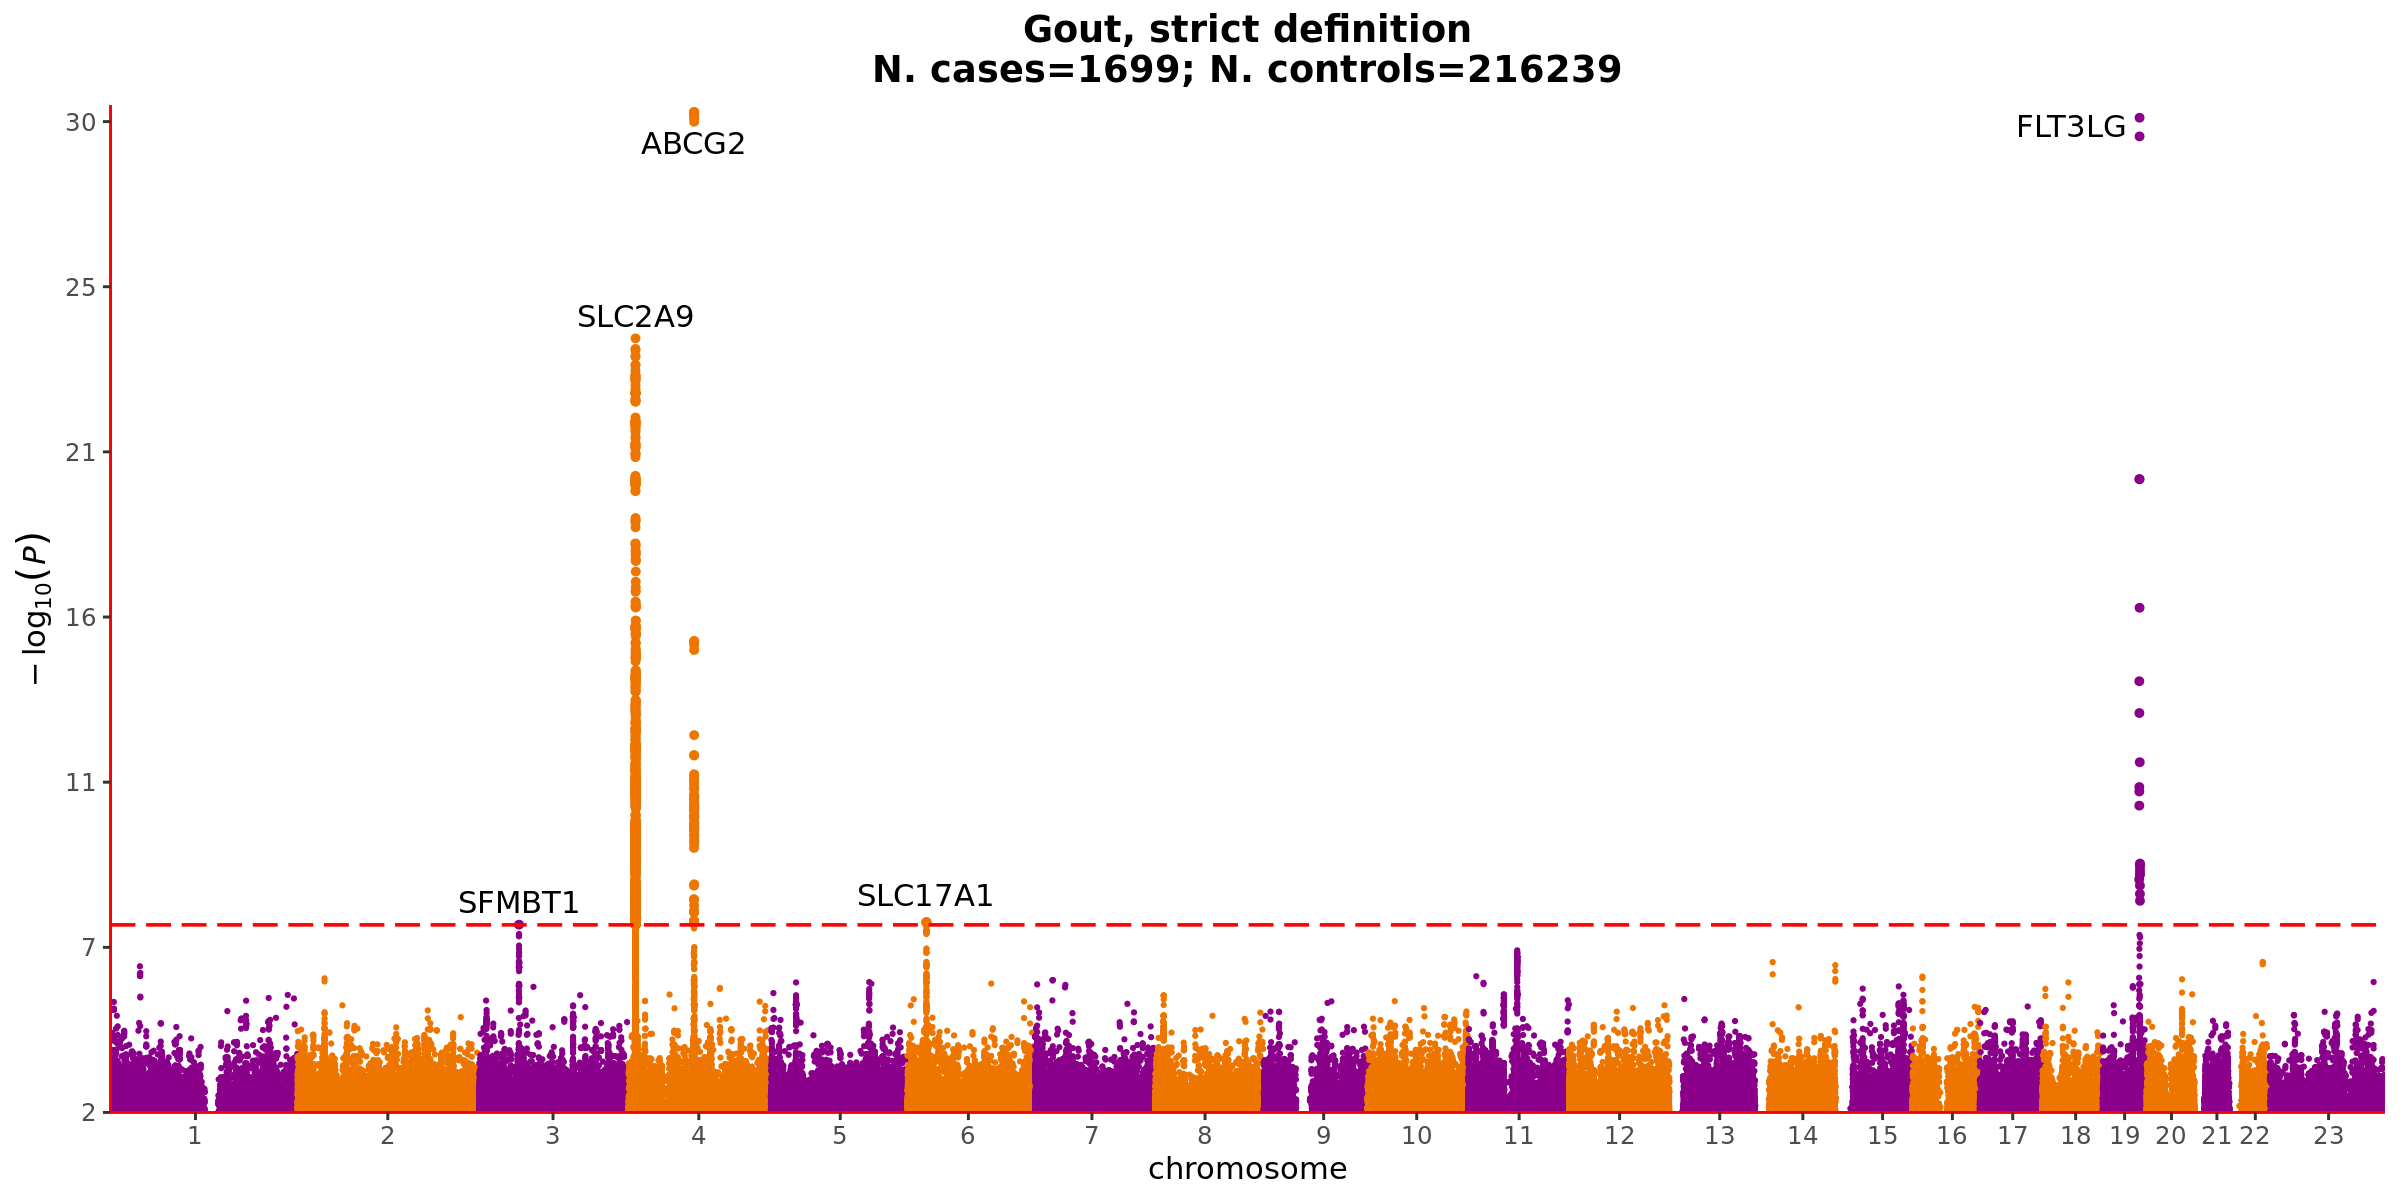 Gout, strict definition
N. cases=1699; N. controls=216239
30
ABCG2
FLT3LG
25
SLC2A9
21
− log10(P)
16
11
SFMBT1
SLC17A1
7
2
1 2 3 4 5 6 7 8 9 10 11 12 13 14 15 16 17 18 19 20 21 22 23
chromosome